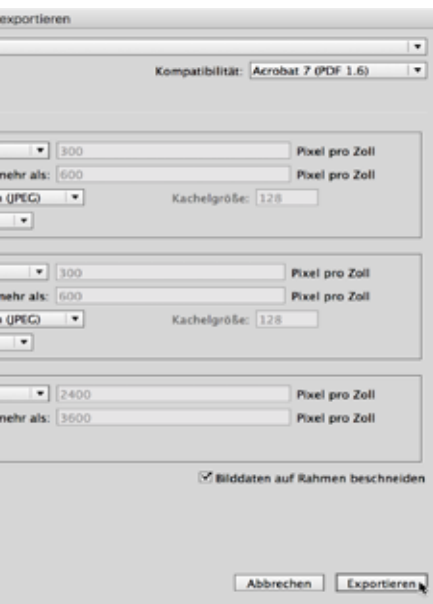 exportieren
Kompatibilität: Acrobat 7 (PDF 1.6)
300 Pixel pro Zoll
mehr als: 600 Pixel pro Zoll
(JPEG) Kachelgröße: 128
300 Pixel pro Zoll
mehr als: 600 Pixel pro Zoll
(JPEG) Kachelgröße: 128
2400 Pixel pro Zoll
mehr als: 3600 Pixel pro Zoll
Bilddaten auf Rahmen beschneiden
Abbrechen Exportieren